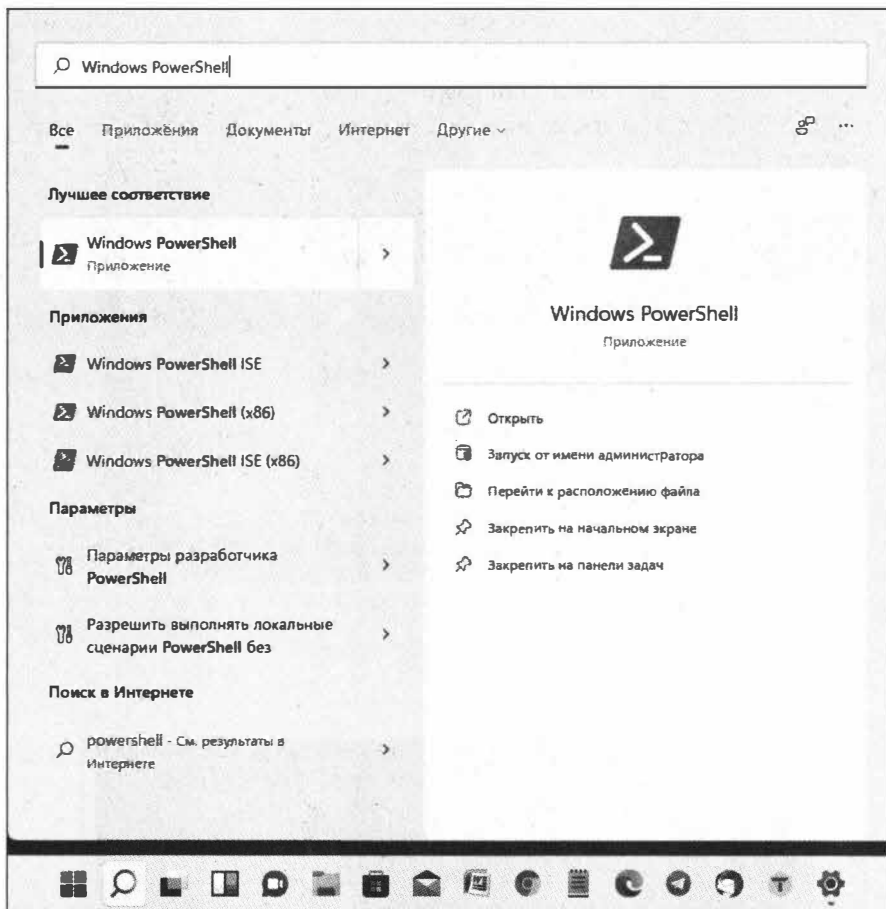 Windows PowerShell
Все Приложения Документы Интернет Другие
Лучшее соответствие
Windows PowerShell
Приложение
Приложения
Windows PowerShell ISE
Windows PowerShell (x86)
Windows PowerShell ISE (x86)
Параметры
Параметры разработчика
PowerShell
Разрешить выполнять локальные
сценарии PowerShell без
Поиск в Интернете
powershell - См. результаты в
Интернете
Windows PowerShell
Приложение
Открыть
Запуск от имени администратора
Перейти к расположению файла
Закрепить на начальном экране
Закрепить на панели задач
T